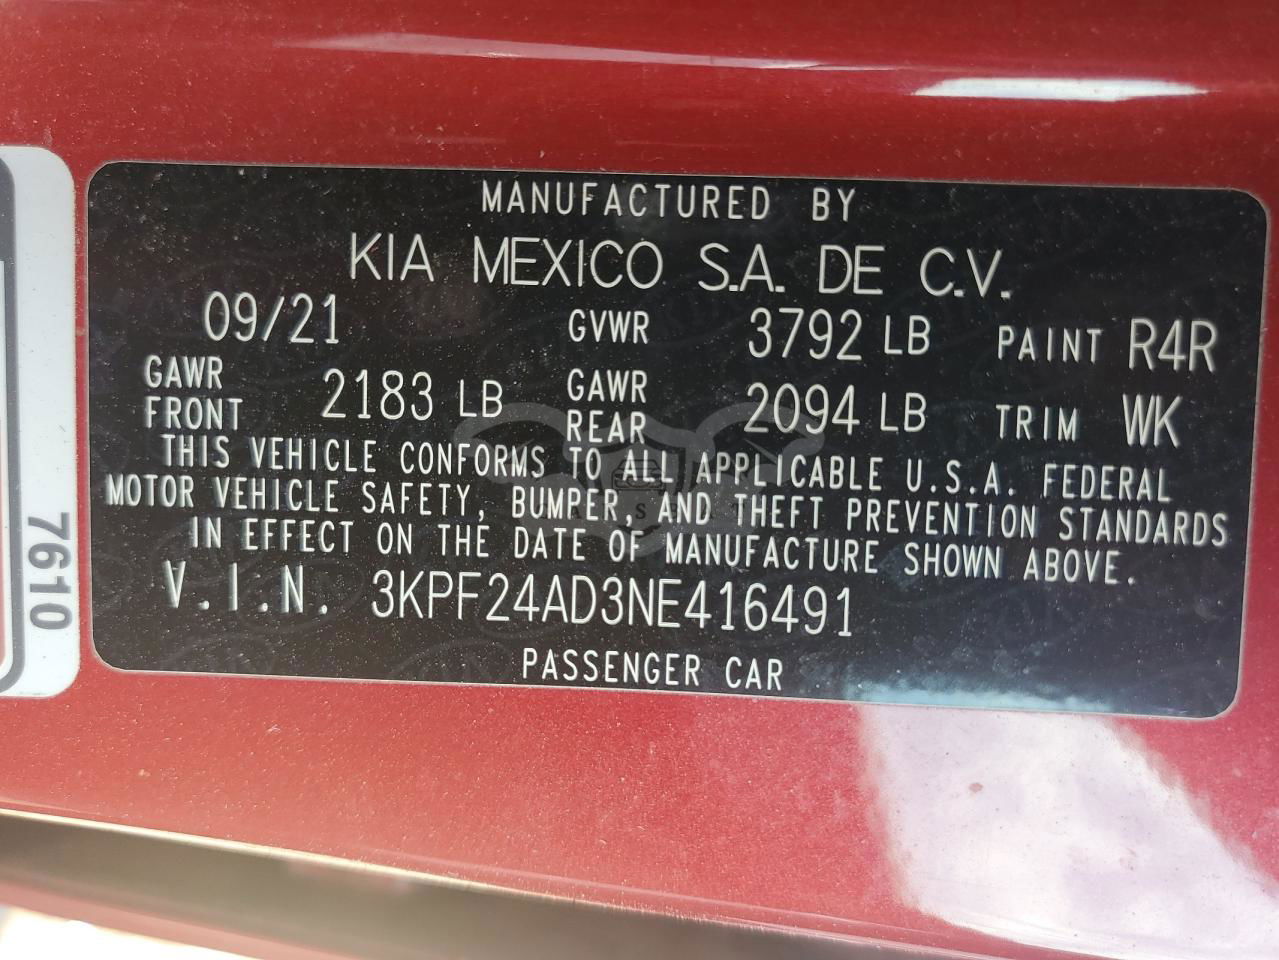 MANUFACTURED BY
KIA MEXICO S.A. DE C.V.
09/21 GVWR 3792 LB PAINT R4R
GAWR FRONT 2183 LB GAWR REAR 2094 LB TRIM WK
THIS VEHICLE CONFORMS TO ALL APPLICABLE U.S.A. FEDERAL
MOTOR VEHICLE SAFETY, BUMPER, AND THEFT PREVENTION STANDARDS
IN EFFECT ON THE DATE OF MANUFACTURE SHOWN ABOVE.
V.I.N. 3KPF24AD3NE416491
PASSENGER CAR
7610